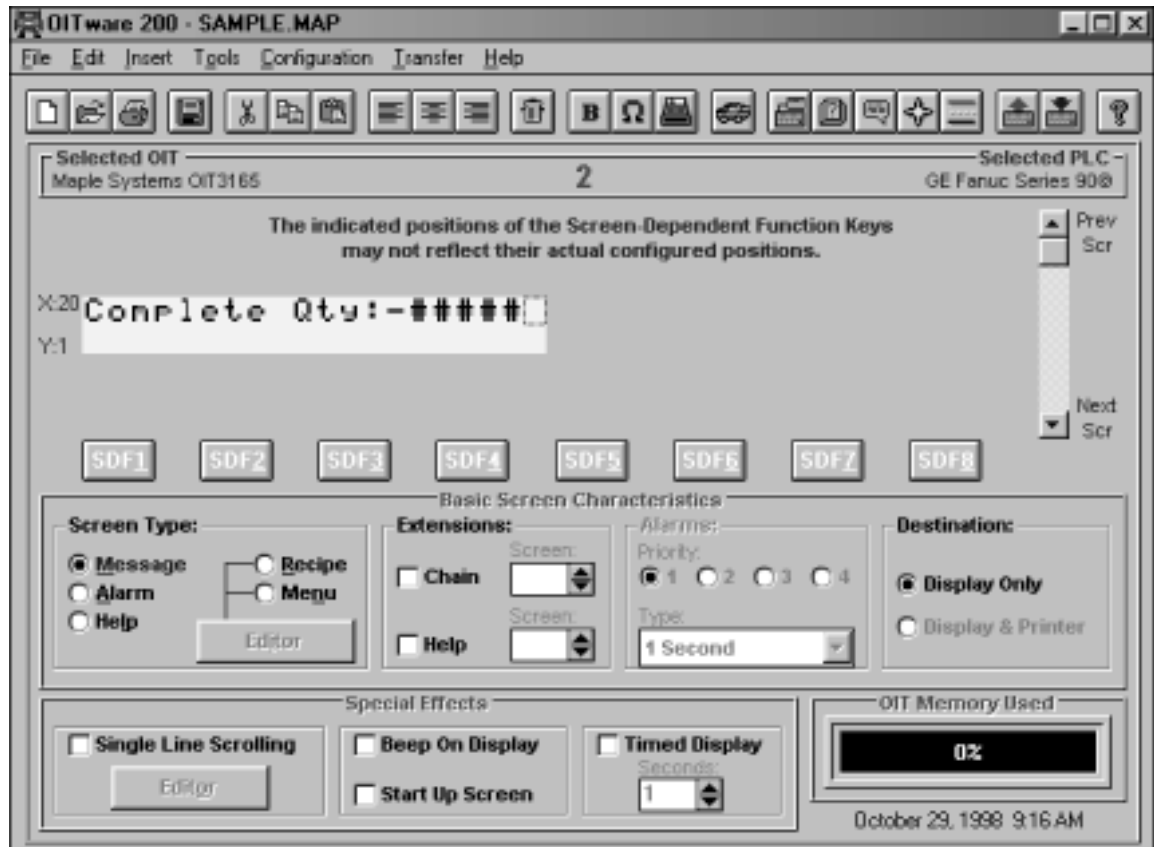 OITware 200 - SAMPLE.MAP
File Edit Insert Tools Configuration Transfer Help
B Ω ?
Selected OIT Selected PLC
Maple Systems OIT3165 2 GE Fanuc Series 90®
The indicated positions of the Screen-Dependent Function Keys
may not reflect their actual configured positions.
Prev
Scr
X:20 Complete Qty:-#####
Y:1
Next
Scr
SDF1 SDF2 SDF3 SDF4 SDF5 SDF6 SDF7 SDF8
Basic Screen Characteristics
Screen Type: Extensions: Alarms: Destination:
Screen: Priority:
Message Recipe Chain 1 2 3 4 Display Only
Alarm Menu
Help Editor Help Screen: Type: 1 Second Display & Printer
Special Effects OIT Memory Used
Single Line Scrolling Beep On Display Timed Display 0%
Seconds:
Editor Start Up Screen 1
October 29, 1998 9:16 AM